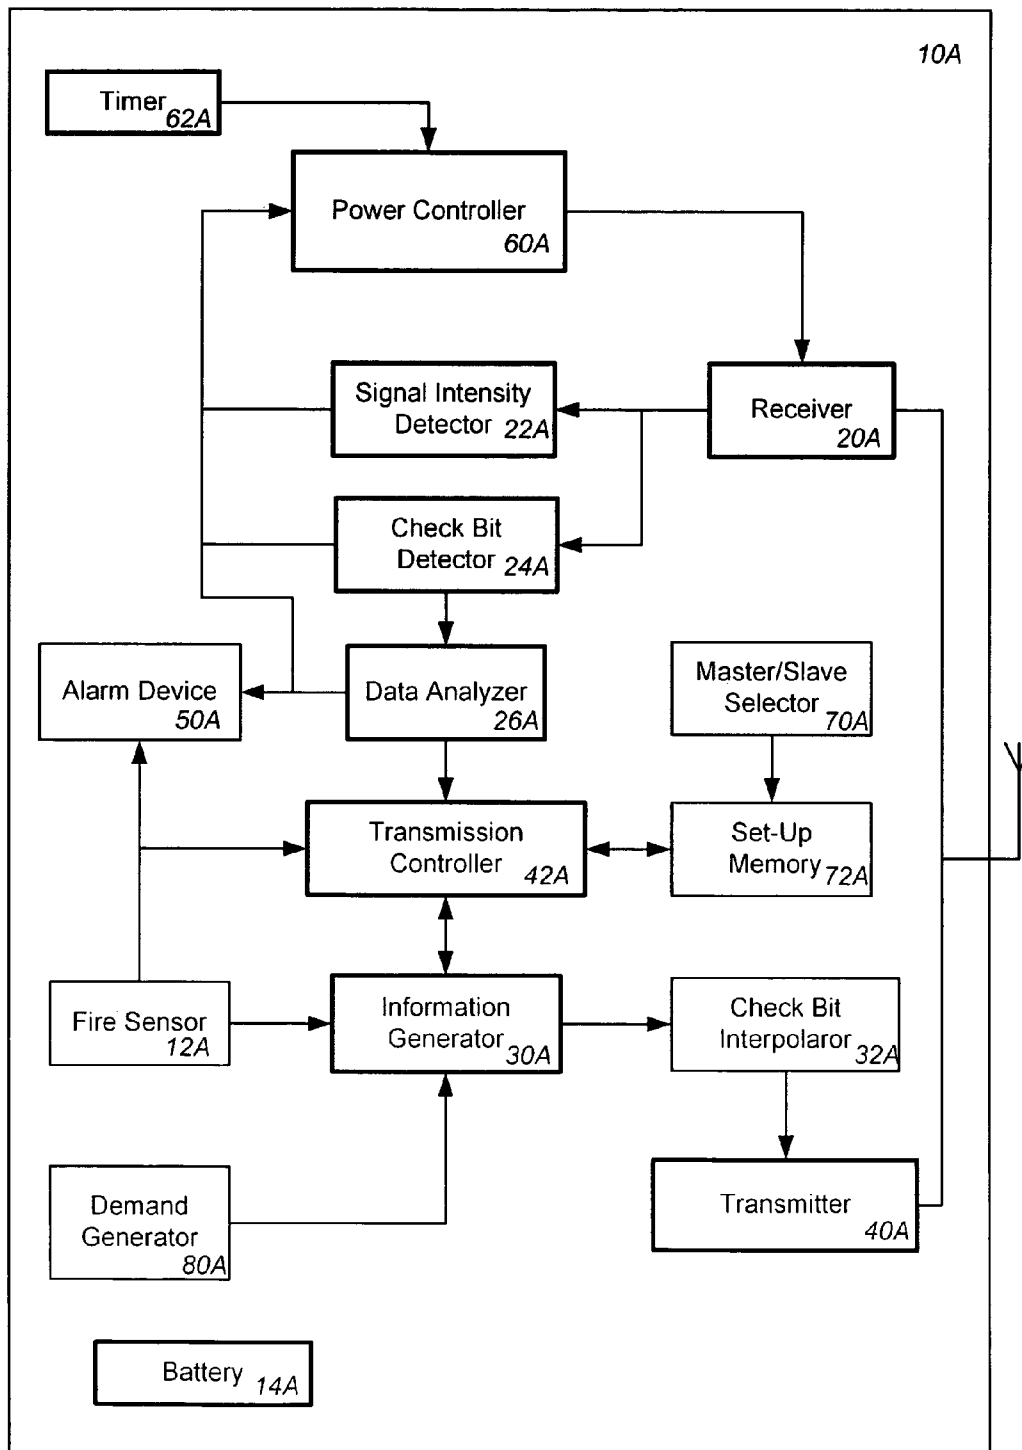 10A
Timer
62A
Power Controller
60A
Signal Intensity
Detector 22A
Receiver
20A
Check Bit
Detector 24A
Alarm Device
50A
Data Analyzer
26A
Master/Slave
Selector 70A
Transmission
Controller
42A
Set-Up
Memory 72A
Fire Sensor
12A
Information
Generator 30A
Check Bit
Interpolaror 32A
Demand
Generator
80A
Transmitter
40A
Battery 14A